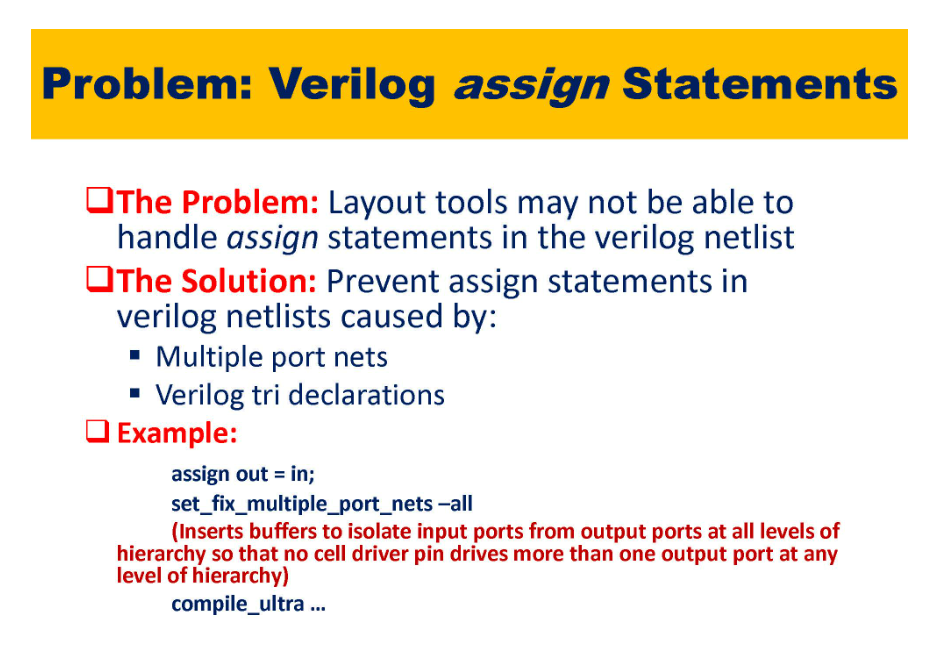 Problem: Verilog assign Statements
The Problem: Layout tools may not be able to
handle assign statements in the verilog netlist
The Solution: Prevent assign statements in
verilog netlists caused by:
Multiple port nets
Verilog tri declarations
Example:
assign out = in;
set_fix_multiple_port_nets –all
(Inserts buffers to isolate input ports from output ports at all levels of
hierarchy so that no cell driver pin drives more than one output port at any
level of hierarchy)
compile_ultra ...